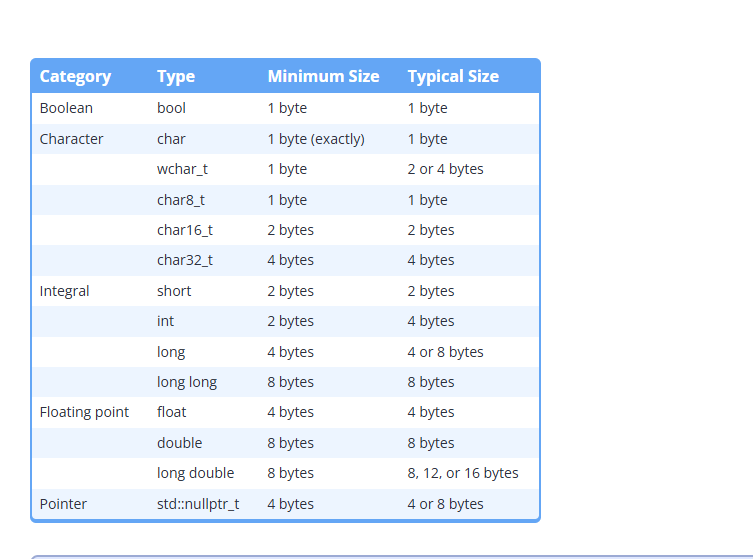 Category Type Minimum Size Typical Size
Boolean bool 1 byte 1 byte
Character char 1 byte (exactly) 1 byte
wchar_t 1 byte 2 or 4 bytes
char8_t 1 byte 1 byte
char16_t 2 bytes 2 bytes
char32_t 4 bytes 4 bytes
Integral short 2 bytes 2 bytes
int 2 bytes 4 bytes
long 4 bytes 4 or 8 bytes
long long 8 bytes 8 bytes
Floating point float 4 bytes 4 bytes
double 8 bytes 8 bytes
long double 8 bytes 8, 12, or 16 bytes
Pointer std::nullptr_t 4 bytes 4 or 8 bytes